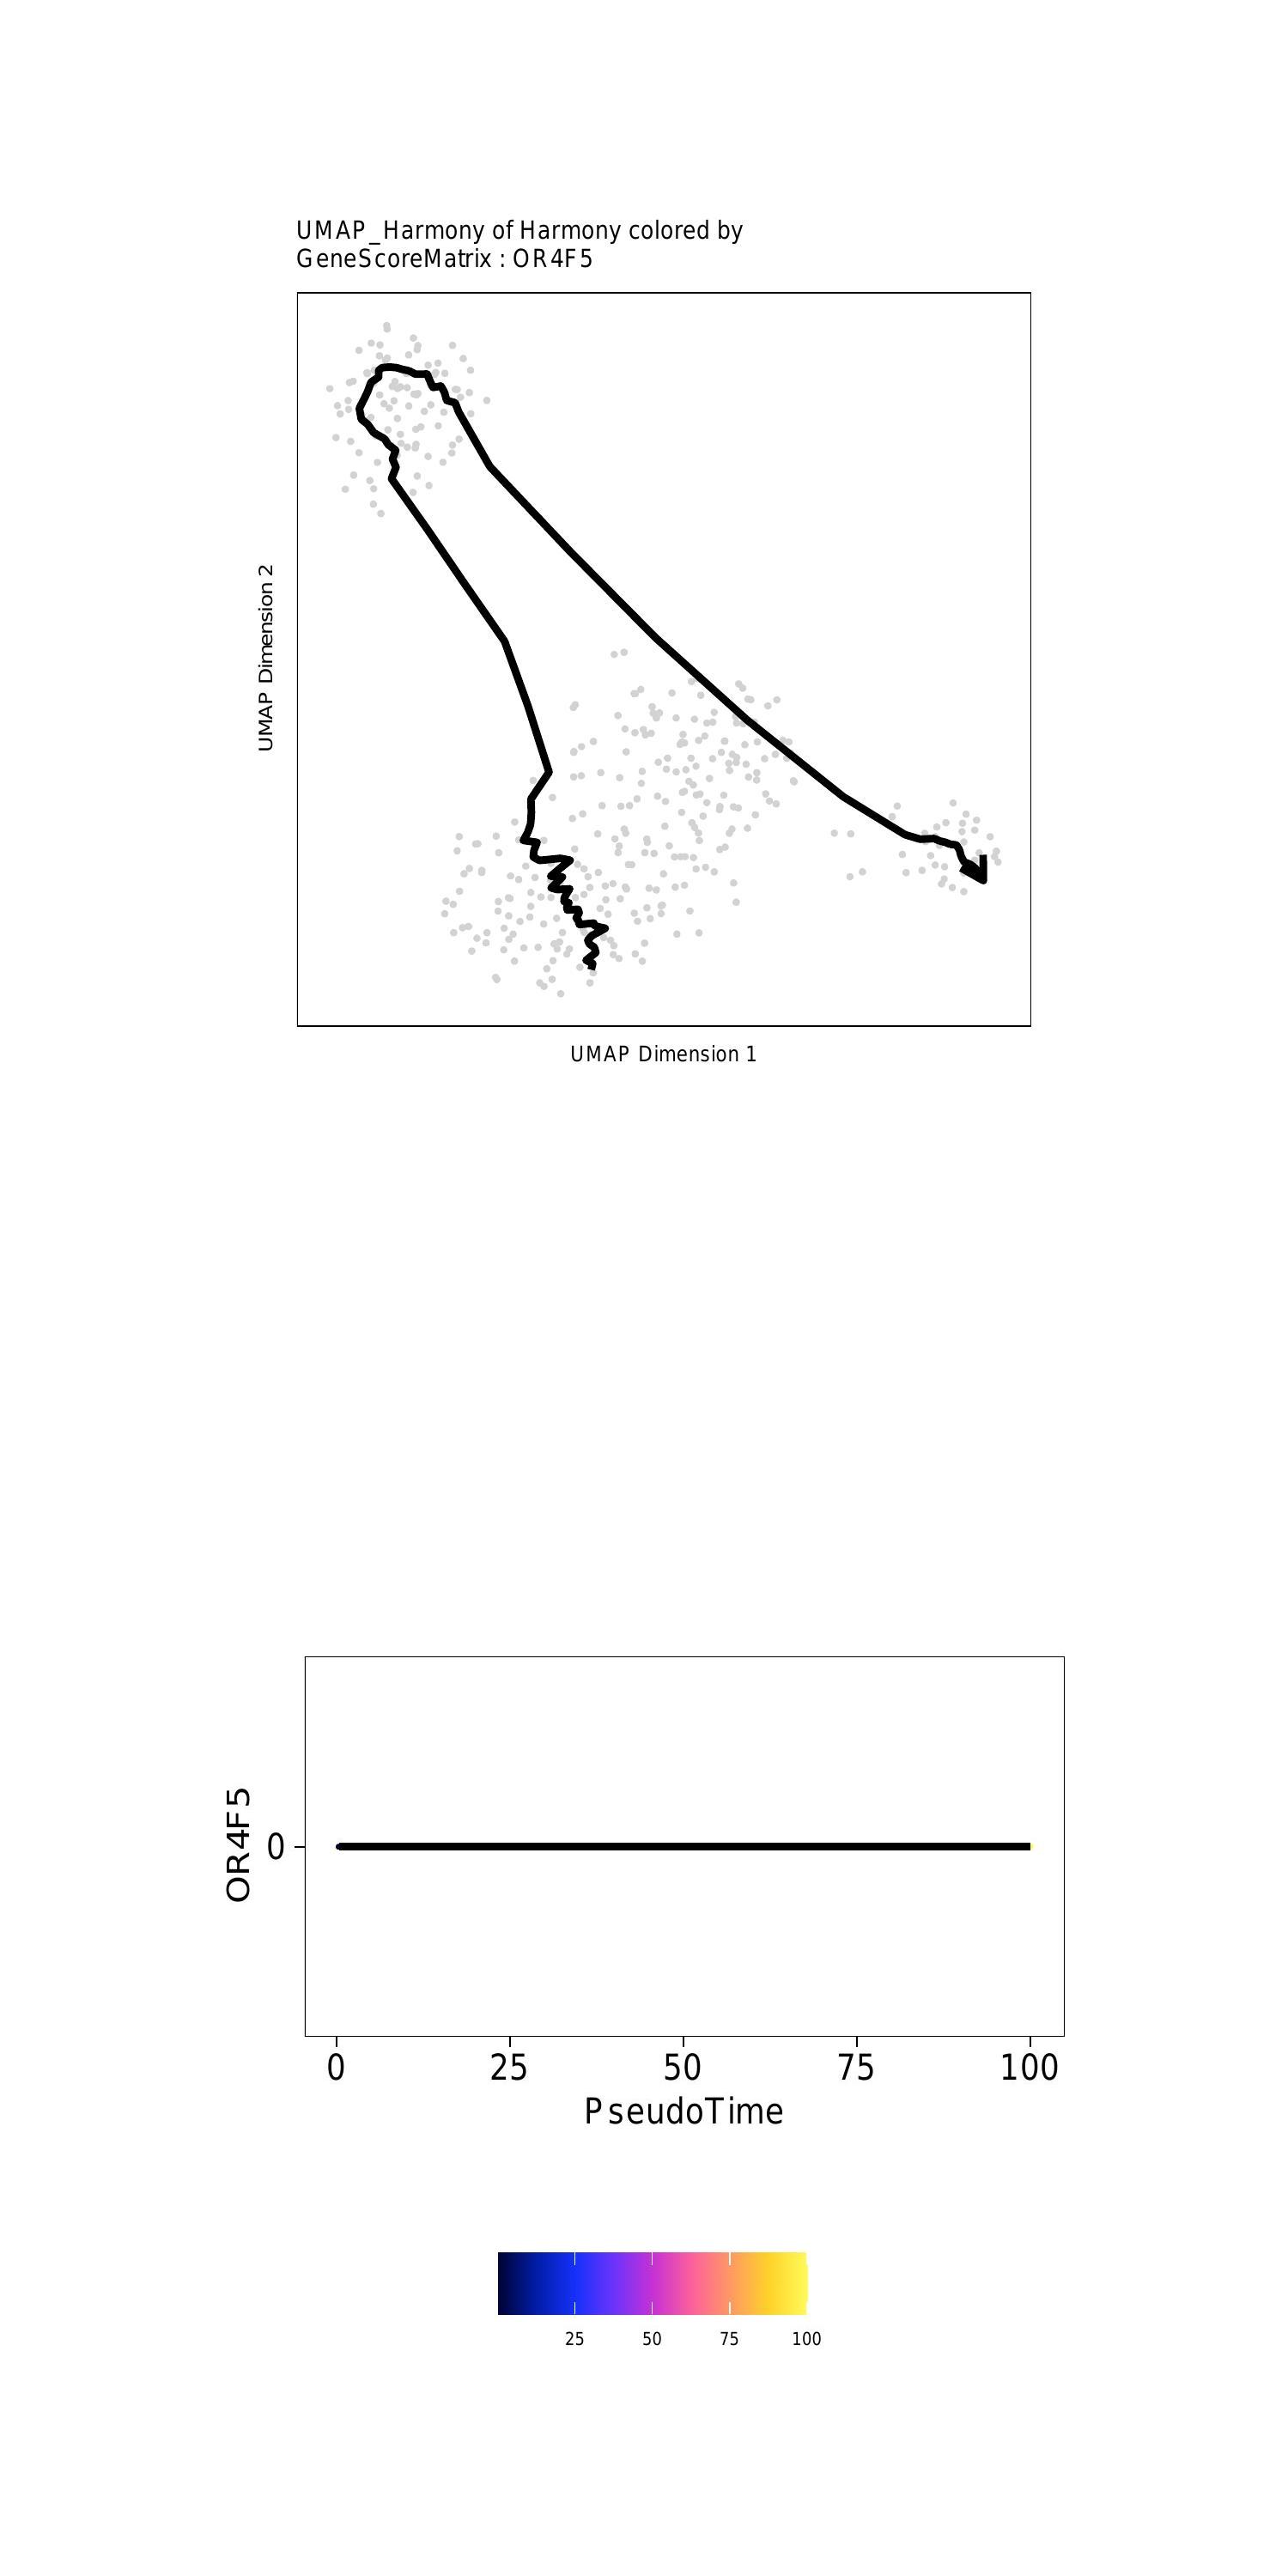 UMAP_Harmony of Harmony colored by
GeneScoreMatrix : OR4F5
UMAP Dimension 2
UMAP Dimension 1
OR4F5
0
0 25 50 75 100
PseudoTime
25 50 75 100